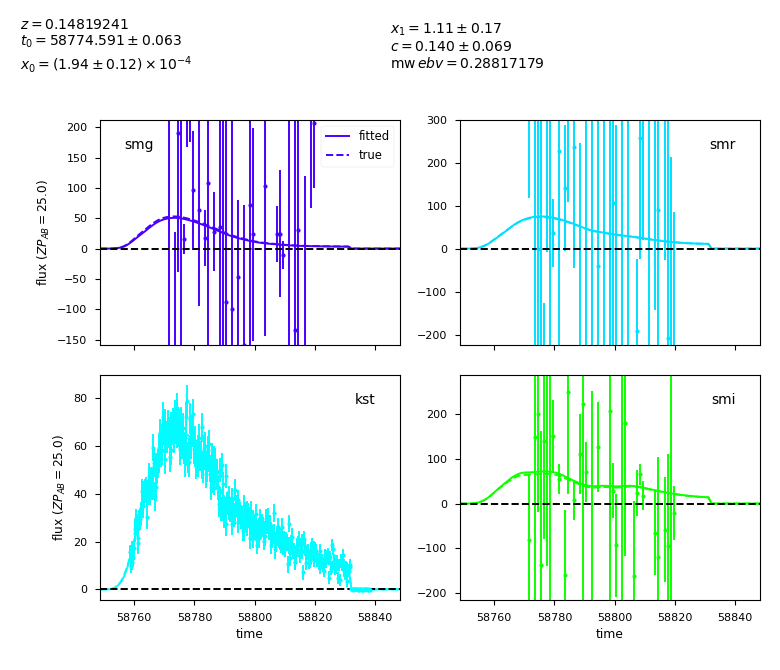 z = 0.14819241
t₀ = 58774.591 ± 0.063
x₀ = (1.94 ± 0.12) × 10⁻⁴
x₁ = 1.11 ± 0.17
c = 0.140 ± 0.069
mwebv = 0.28817179
smg
fitted
true
200
150
100
50
0
−50
−100
−150
flux (ZP_AB = 25.0)
smr
300
200
100
0
−100
−200
kst
80
60
40
20
0
flux (ZP_AB = 25.0)
58760 58780 58800 58820 58840
time
smi
200
100
0
−100
−200
58760 58780 58800 58820 58840
time